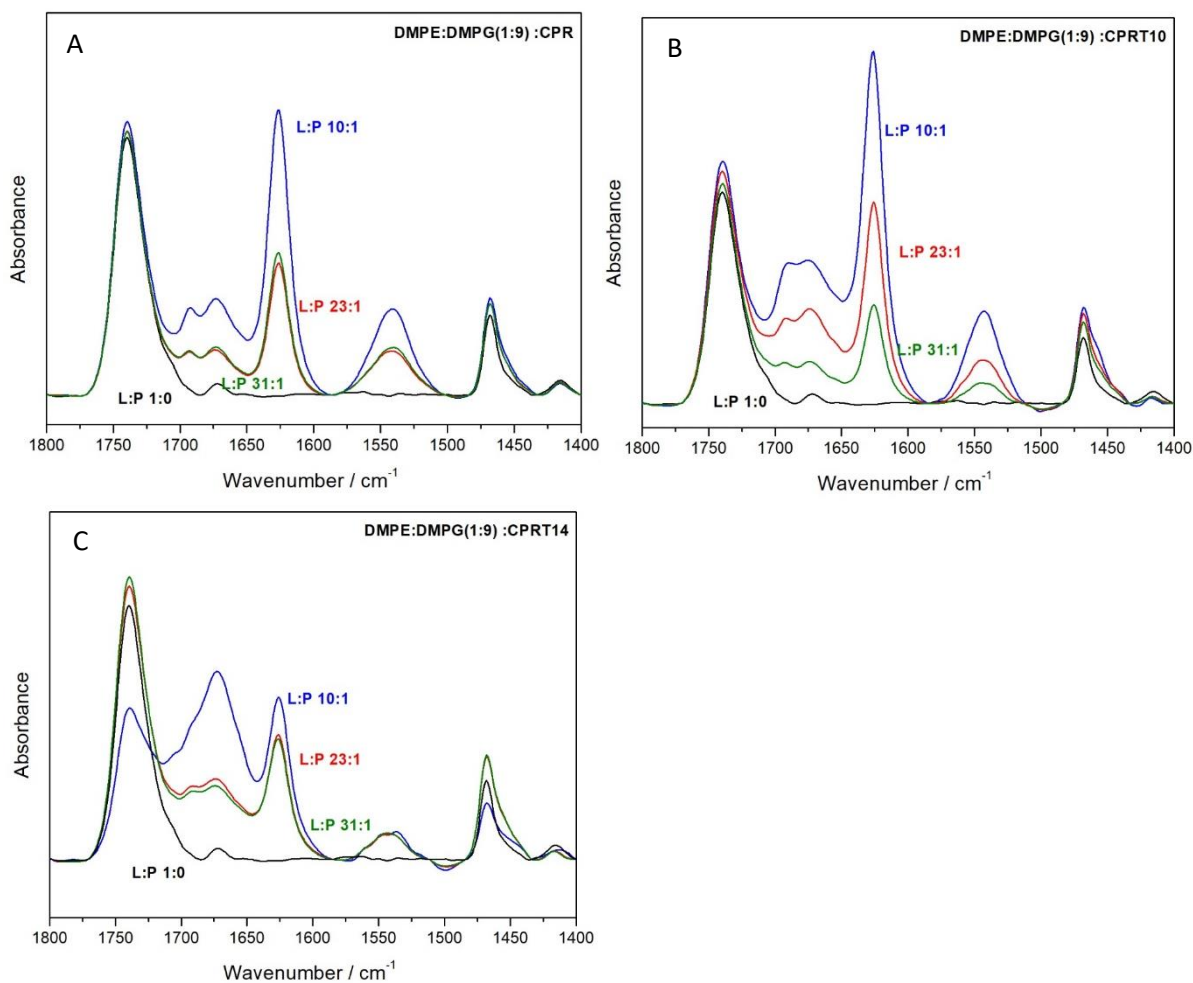 A
DMPE:DMPG(1:9) :CPR
L:P 10:1
L:P 23:1
L:P 31:1
L:P 1:0
Absorbance
1800 1750 1700 1650 1600 1550 1500 1450 1400
Wavenumber / cm⁻¹
B
DMPE:DMPG(1:9) :CPRT10
L:P 10:1
L:P 23:1
L:P 31:1
L:P 1:0
Absorbance
1800 1750 1700 1650 1600 1550 1500 1450 1400
Wavenumber / cm⁻¹
C
DMPE:DMPG(1:9) :CPRT14
L:P 10:1
L:P 23:1
L:P 31:1
L:P 1:0
Absorbance
1800 1750 1700 1650 1600 1550 1500 1450 1400
Wavenumber / cm⁻¹